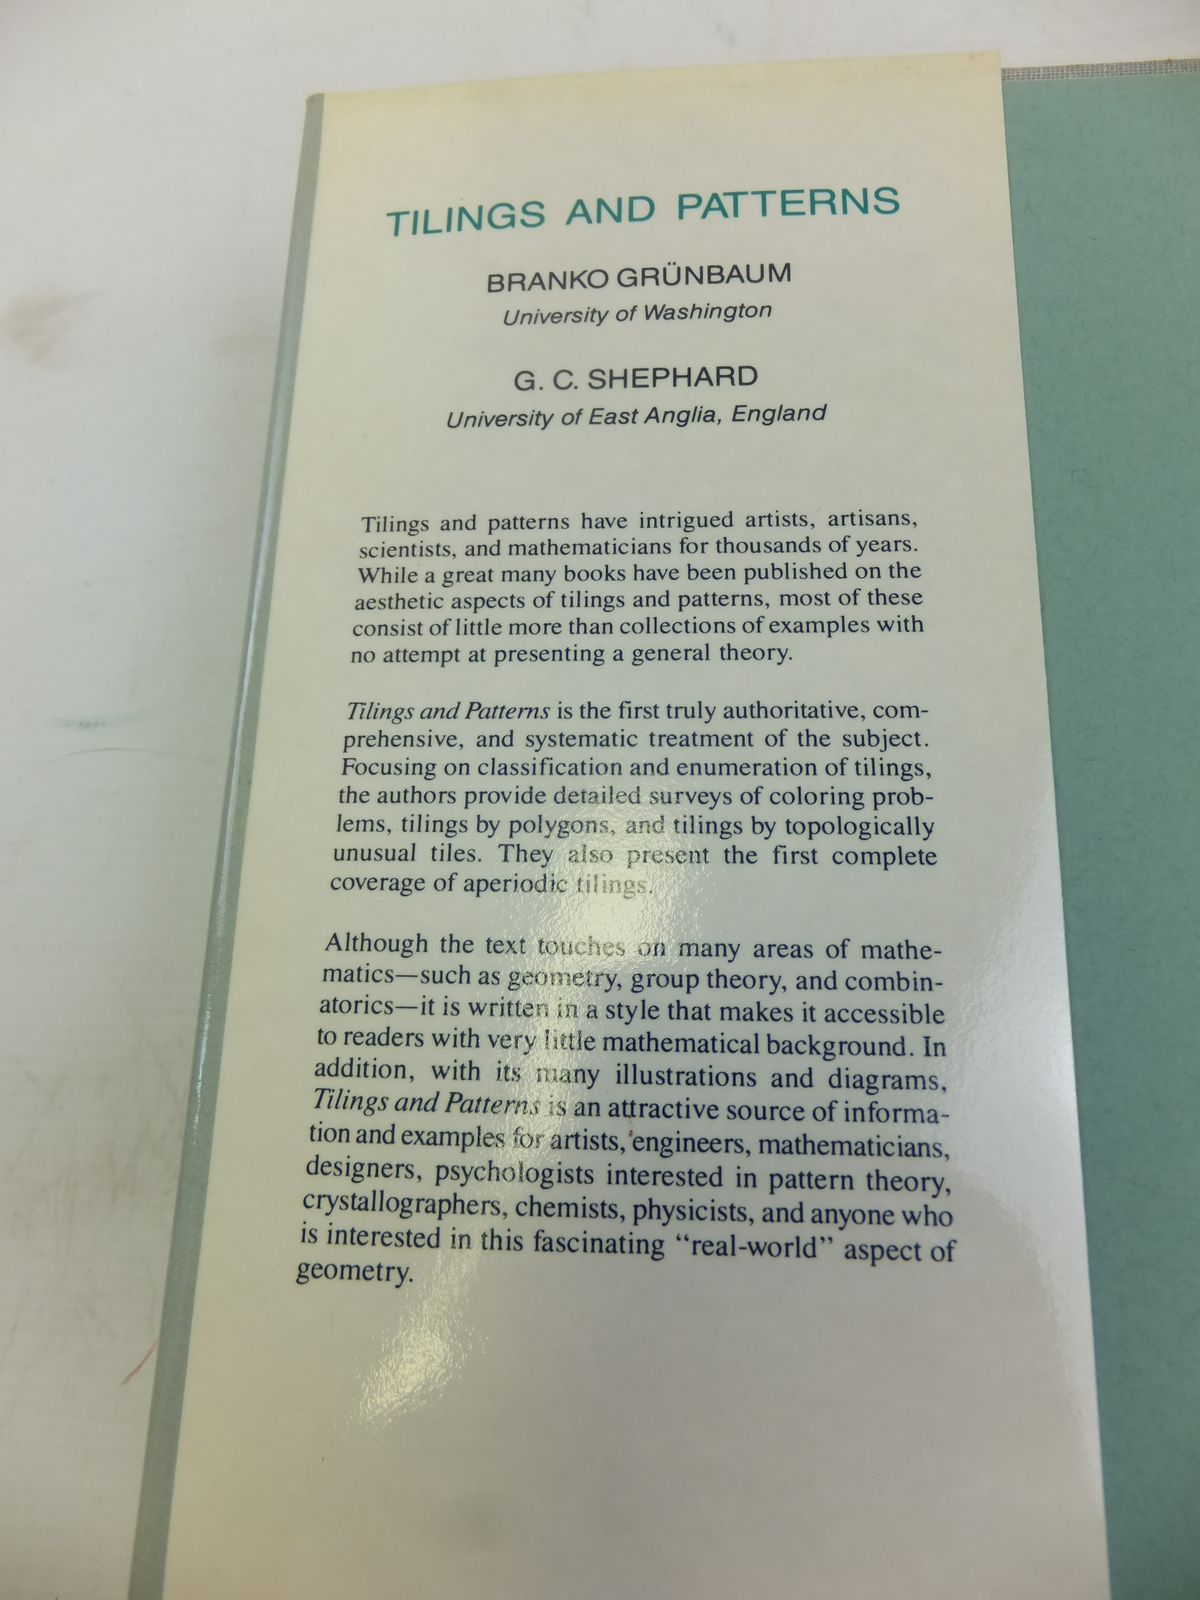 TILINGS AND PATTERNS
BRANKO GRÜNBAUM
University of Washington
G. C. SHEPHARD
University of East Anglia, England
Tilings and patterns have intrigued artists, artisans,
scientists, and mathematicians for thousands of years.
While a great many books have been published on the
aesthetic aspects of tilings and patterns, most of these
consist of little more than collections of examples with
no attempt at presenting a general theory.
Tilings and Patterns is the first truly authoritative, com-
prehensive, and systematic treatment of the subject.
Focusing on classification and enumeration of tilings,
the authors provide detailed surveys of coloring prob-
lems, tilings by polygons, and tilings by topologically
unusual tiles. They also present the first complete
coverage of aperiodic tilings.
Although the text touches on many areas of mathe-
matics—such as geometry, group theory, and combin-
atorics—it is written in a style that makes it accessible
to readers with very little mathematical background. In
addition, with its many illustrations and diagrams,
Tilings and Patterns is an attractive source of informa-
tion and examples for artists, engineers, mathematicians,
designers, psychologists interested in pattern theory,
crystallographers, chemists, physicists, and anyone who
is interested in this fascinating “real-world” aspect of
geometry.